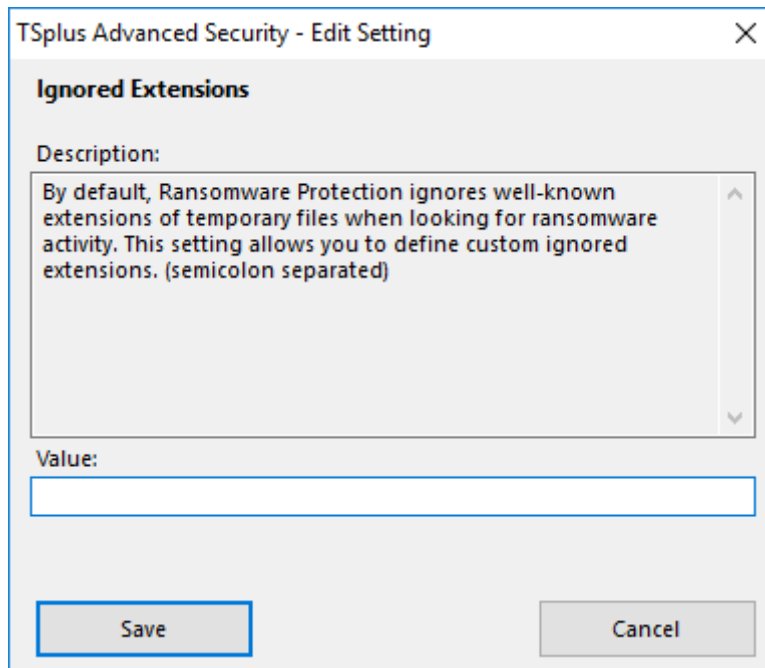 TSplus Advanced Security - Edit Setting
Ignored Extensions
Description:
By default, Ransomware Protection ignores well-known
extensions of temporary files when looking for ransomware
activity. This setting allows you to define custom ignored
extensions. (semicolon separated)
Value:
Save
Cancel